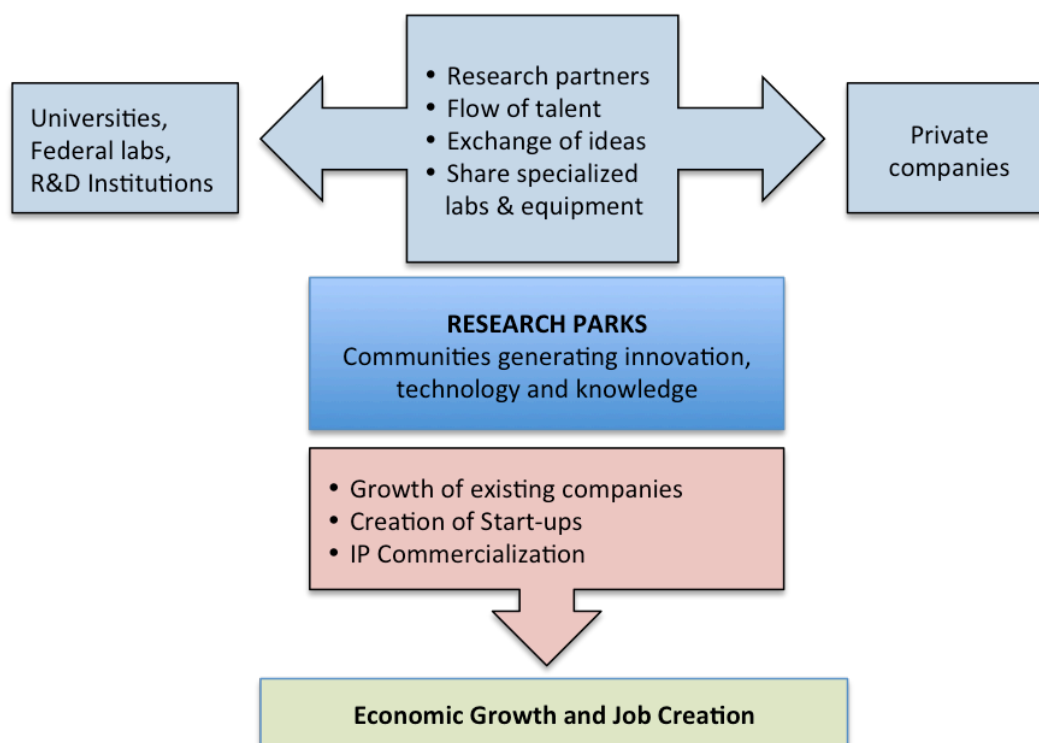 Universities,
Federal labs,
R&D Institutions
• Research partners
• Flow of talent
• Exchange of ideas
• Share specialized
labs & equipment
Private
companies
RESEARCH PARKS
Communities generating innovation,
technology and knowledge
• Growth of existing companies
• Creation of Start-ups
• IP Commercialization
Economic Growth and Job Creation